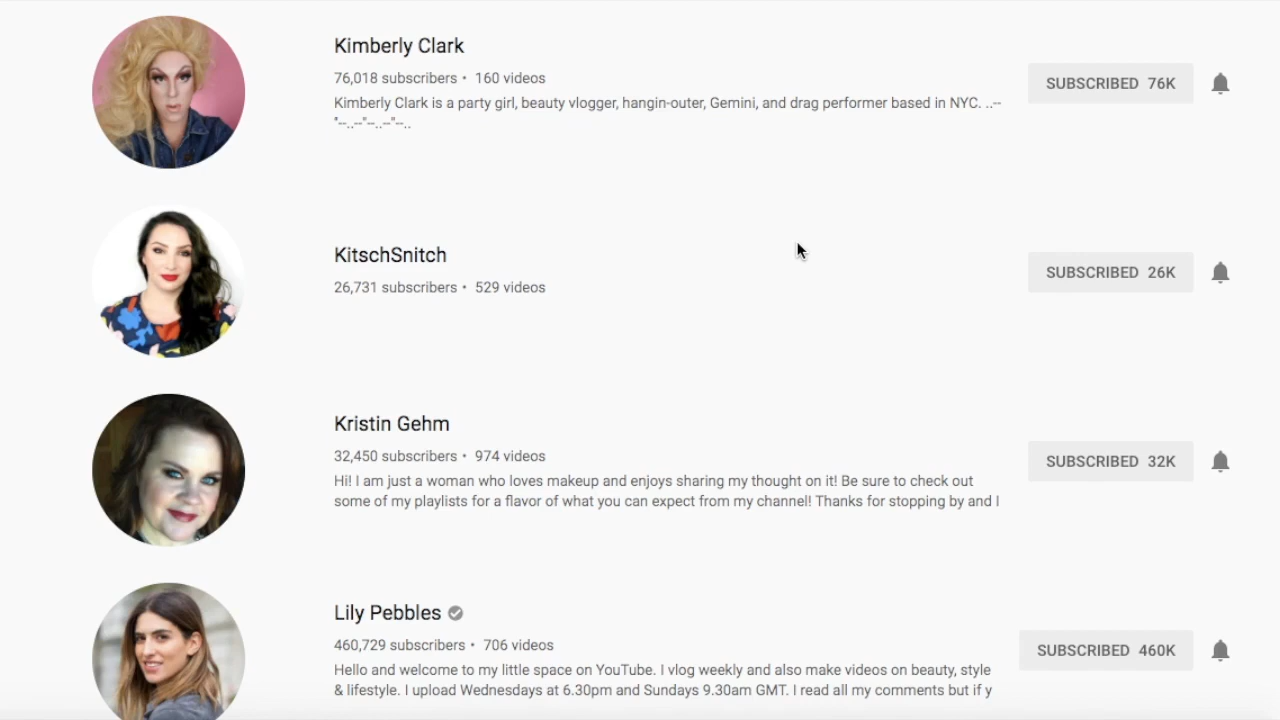 Kimberly Clark
76,018 subscribers • 160 videos
SUBSCRIBED 76K
Kimberly Clark is a party girl, beauty vlogger, hangin-outer, Gemini, and drag performer based in NYC. ..--
"--..--"--..--"--..
KitschSnitch
26,731 subscribers • 529 videos
SUBSCRIBED 26K
Kristin Gehm
32,450 subscribers • 974 videos
SUBSCRIBED 32K
Hi! I am just a woman who loves makeup and enjoys sharing my thought on it! Be sure to check out
some of my playlists for a flavor of what you can expect from my channel! Thanks for stopping by and I
Lily Pebbles
460,729 subscribers • 706 videos
SUBSCRIBED 460K
Hello and welcome to my little space on YouTube. I vlog weekly and also make videos on beauty, style
& lifestyle. I upload Wednesdays at 6.30pm and Sundays 9.30am GMT. I read all my comments but if y